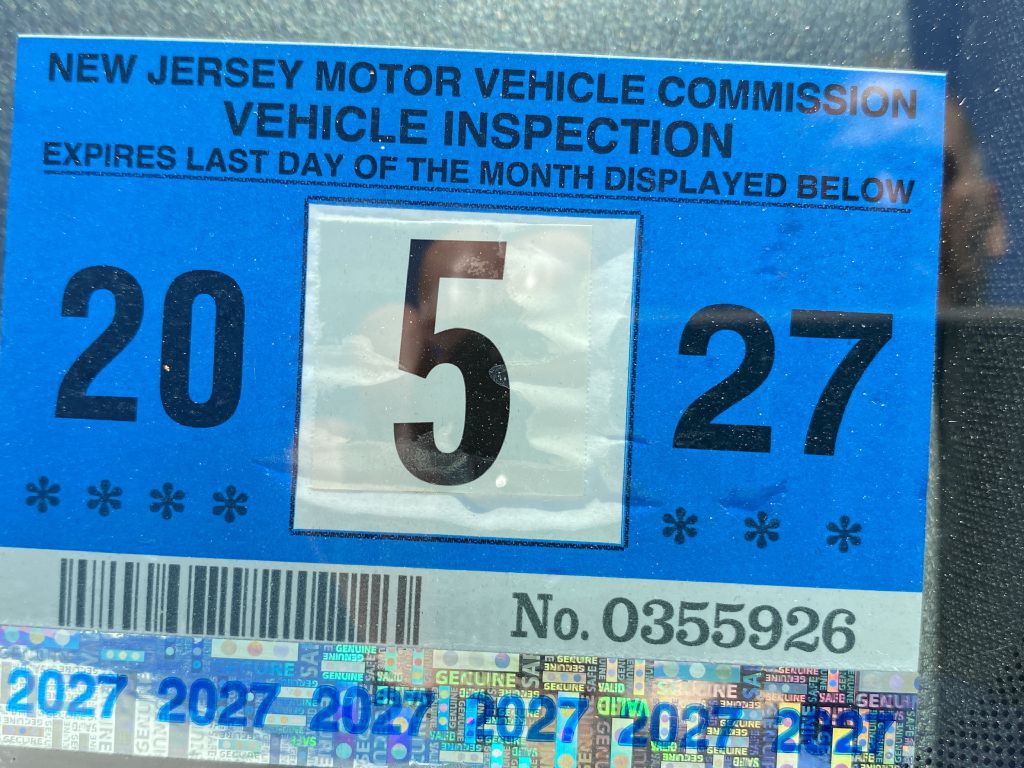 NEW JERSEY MOTOR VEHICLE COMMISSION
VEHICLE INSPECTION
EXPIRES LAST DAY OF THE MONTH DISPLAYED BELOW
20 5 27
**** ***
No. 0355926
2027 2027 2027 2027 2027 2027